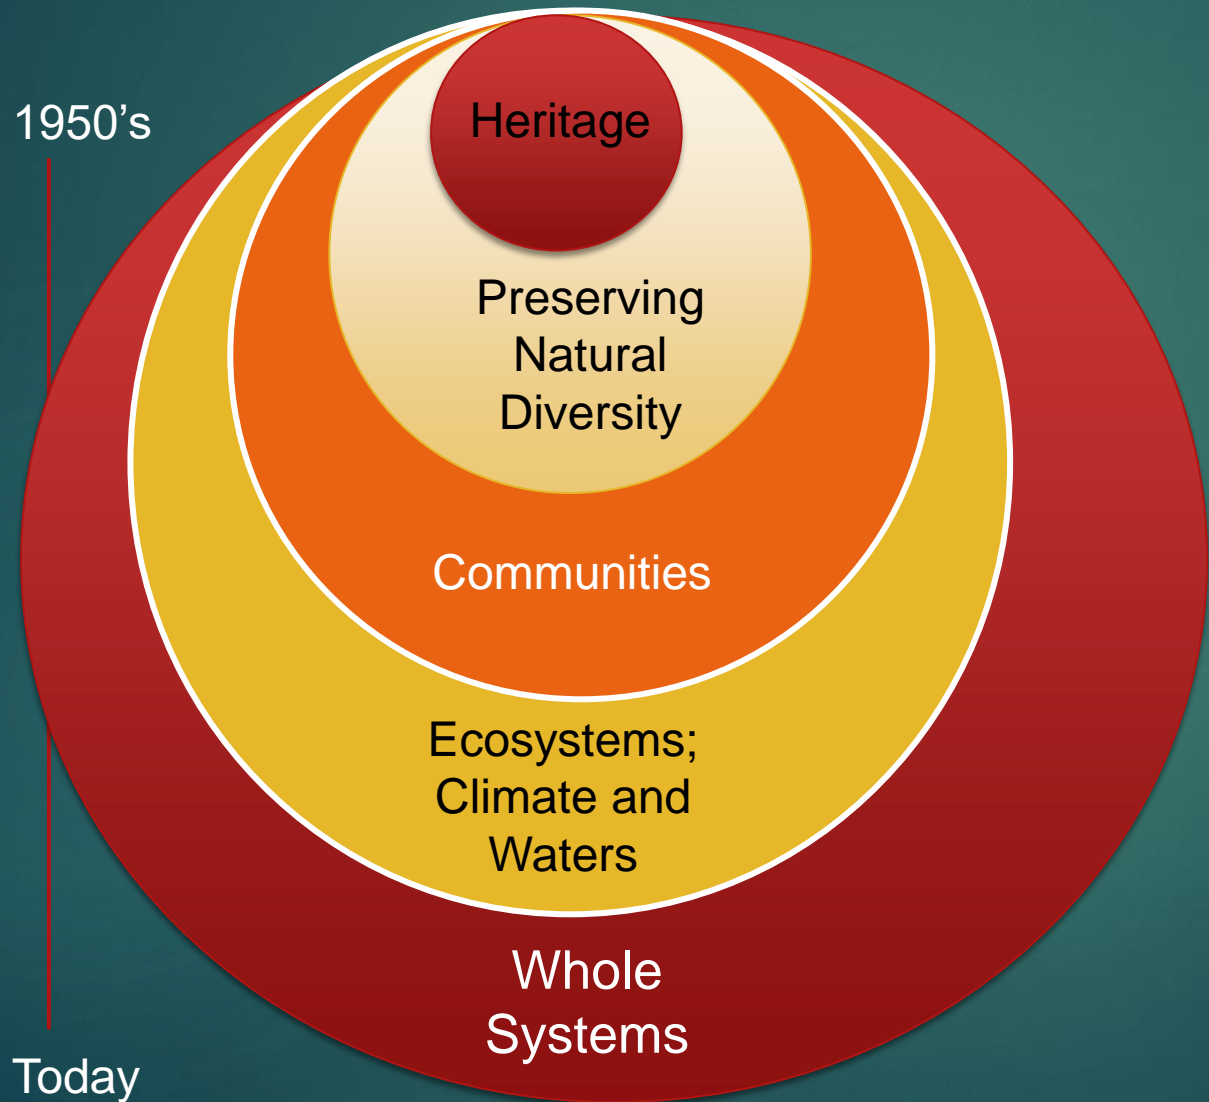 1950's
Heritage
Preserving
Natural
Diversity
Communities
Ecosystems;
Climate and
Waters
Whole
Systems
Today